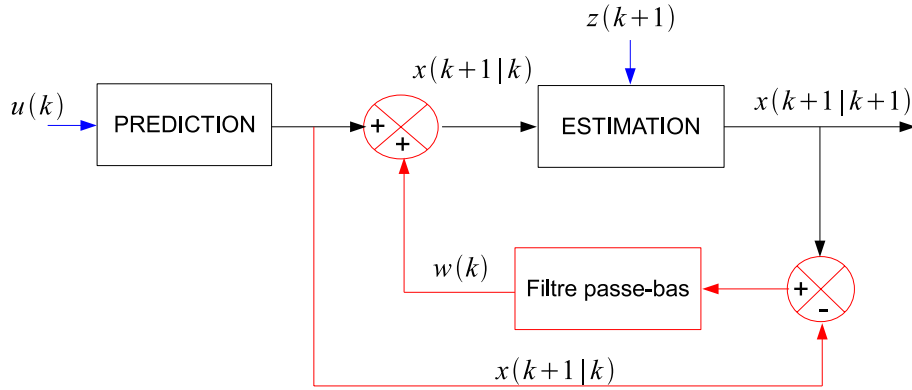 z(k+1)
x(k+1|k)
u(k)
PREDICTION
+
+
ESTIMATION
x(k+1|k+1)
w(k)
Filtre passe-bas
+
-
x(k+1|k)